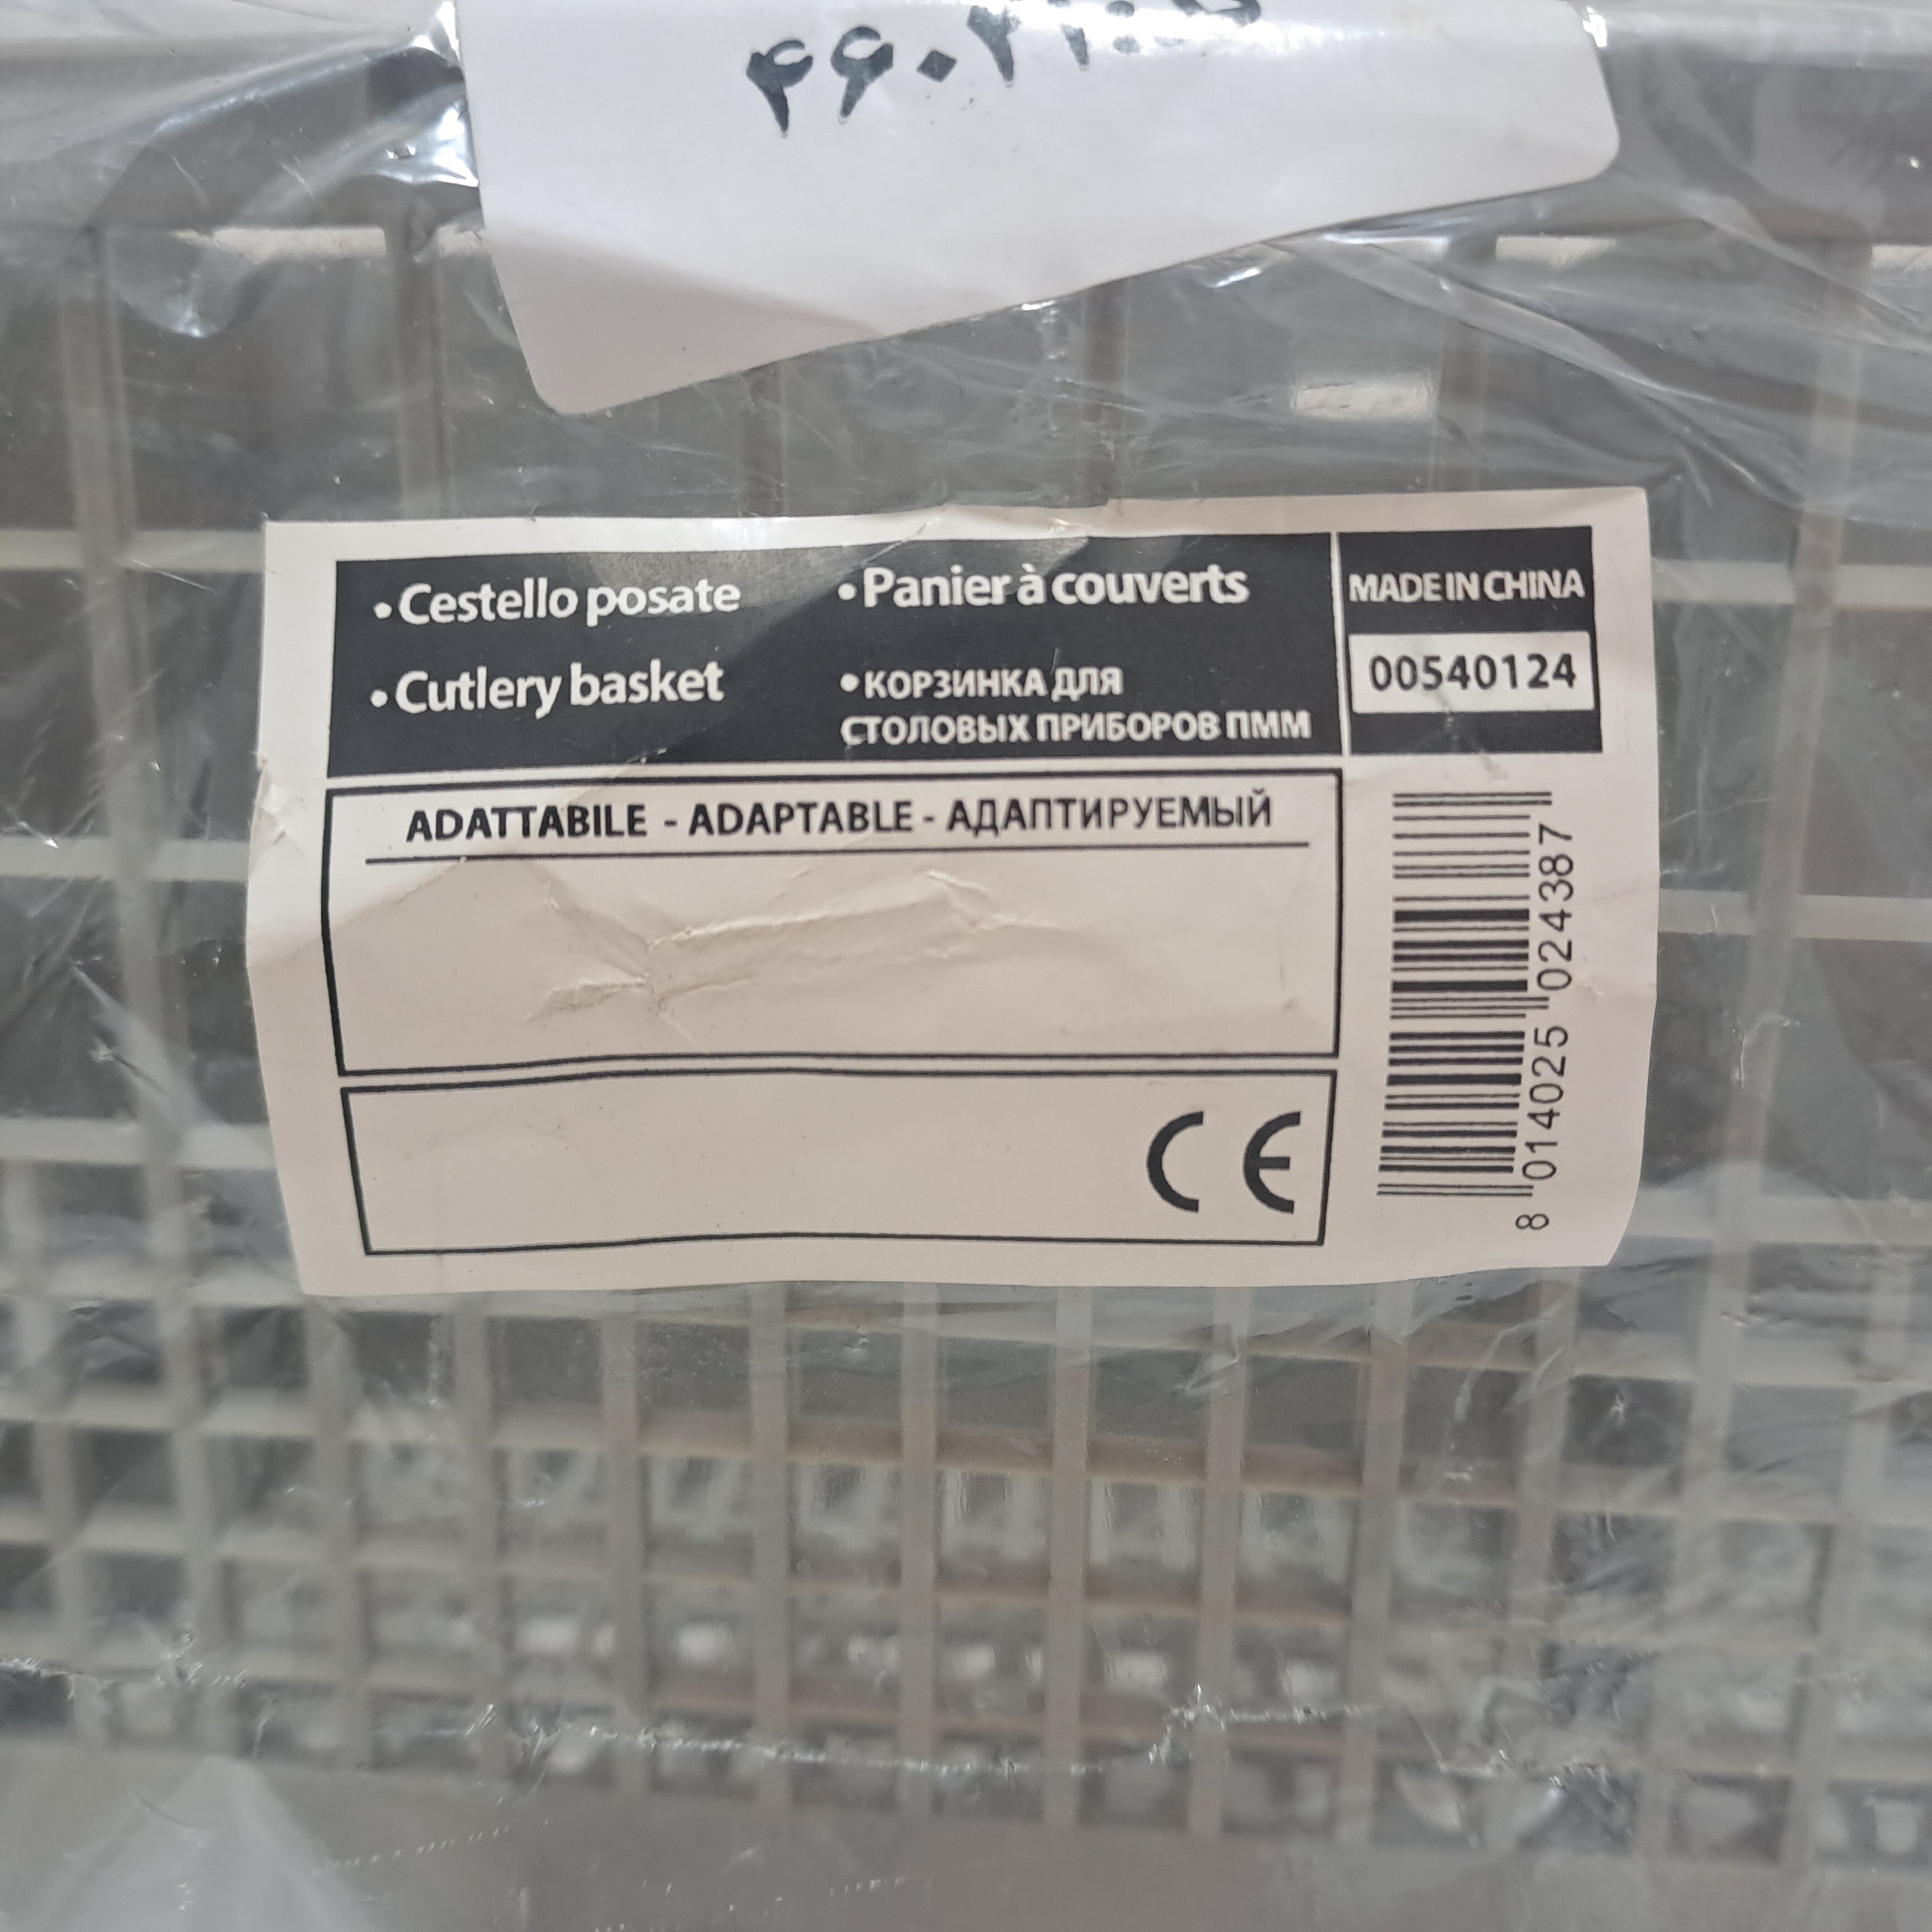 • Cestello posate
• Cutlery basket
• Panier à couverts
• КОРЗИНКА ДЛЯ
СТОЛОВЫХ ПРИБОРОВ ПММ
MADE IN CHINA
00540124
ADATTABILE - ADAPTABLE - АДАПТИРУЕМЫЙ
CE
8 014025 024387